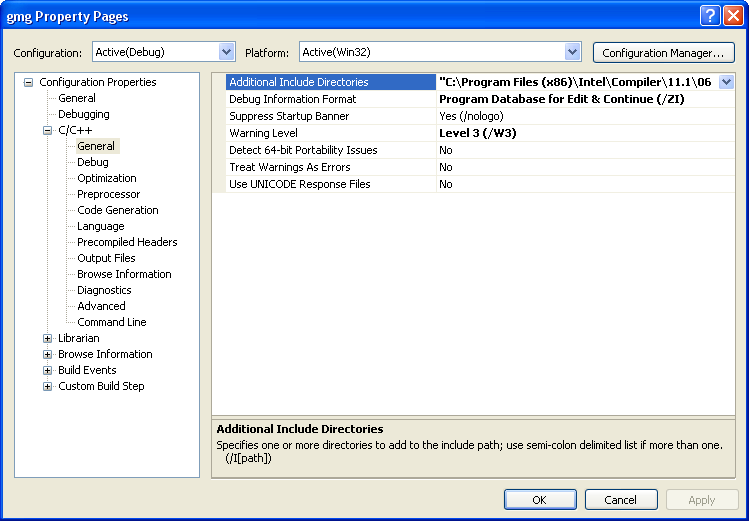 gmg Property Pages
Configuration: Active(Debug) Platform: Active(Win32) Configuration Manager...
Configuration Properties
General
Debugging
C/C++
General
Debug
Optimization
Preprocessor
Code Generation
Language
Precompiled Headers
Output Files
Browse Information
Diagnostics
Advanced
Command Line
Librarian
Browse Information
Build Events
Custom Build Step
Additional Include Directories "C:\Program Files (x86)\Intel\Compiler\11.1\06
Debug Information Format Program Database for Edit & Continue (/ZI)
Suppress Startup Banner Yes (/nologo)
Warning Level Level 3 (/W3)
Detect 64-bit Portability Issues No
Treat Warnings As Errors No
Use UNICODE Response Files No
Additional Include Directories
Specifies one or more directories to add to the include path; use semi-colon delimited list if more than one.
(/I[path])
OK Cancel Apply